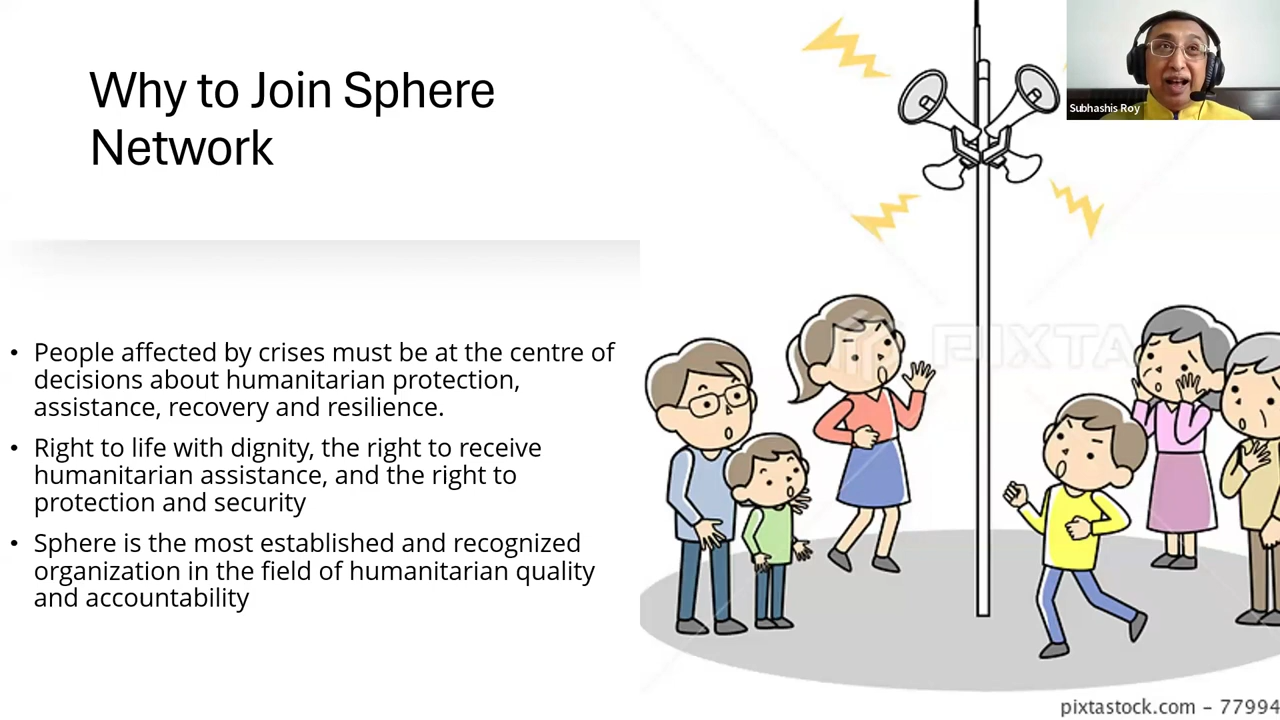 Why to Join Sphere
Network
Subhashis Roy
• People affected by crises must be at the centre of
decisions about humanitarian protection,
assistance, recovery and resilience.
• Right to life with dignity, the right to receive
humanitarian assistance, and the right to
protection and security
• Sphere is the most established and recognized
organization in the field of humanitarian quality
and accountability
PIXTA
pixtastock.com – 77994